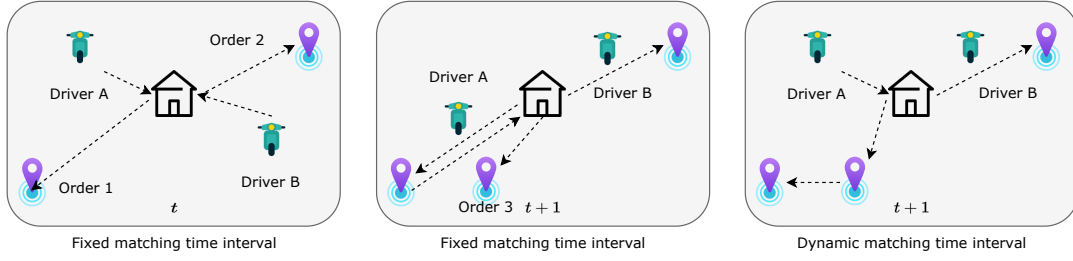 Order 2
Driver A
Driver B
Order 1
t
Fixed matching time interval
Driver A
Driver B
Order 3
t + 1
Fixed matching time interval
Driver A
Driver B
t + 1
Dynamic matching time interval